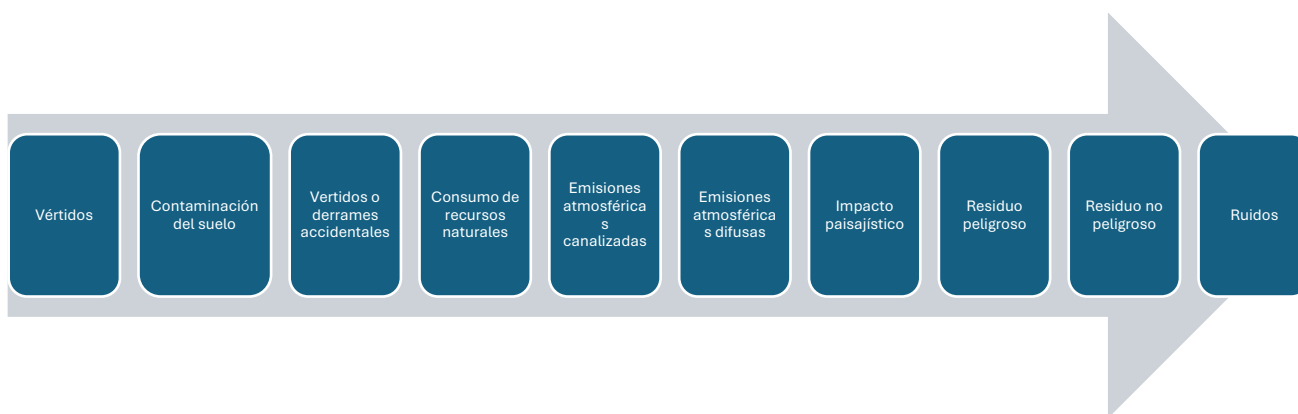 Vértidos
Contaminación
del suelo
Vertidos o
derrames
accidentales
Consumo de
recursos
naturales
Emisiones
atmosférica
s
canalizadas
Emisiones
atmosférica
s difusas
Impacto
paisajístico
Residuo
peligroso
Residuo no
peligroso
Ruidos